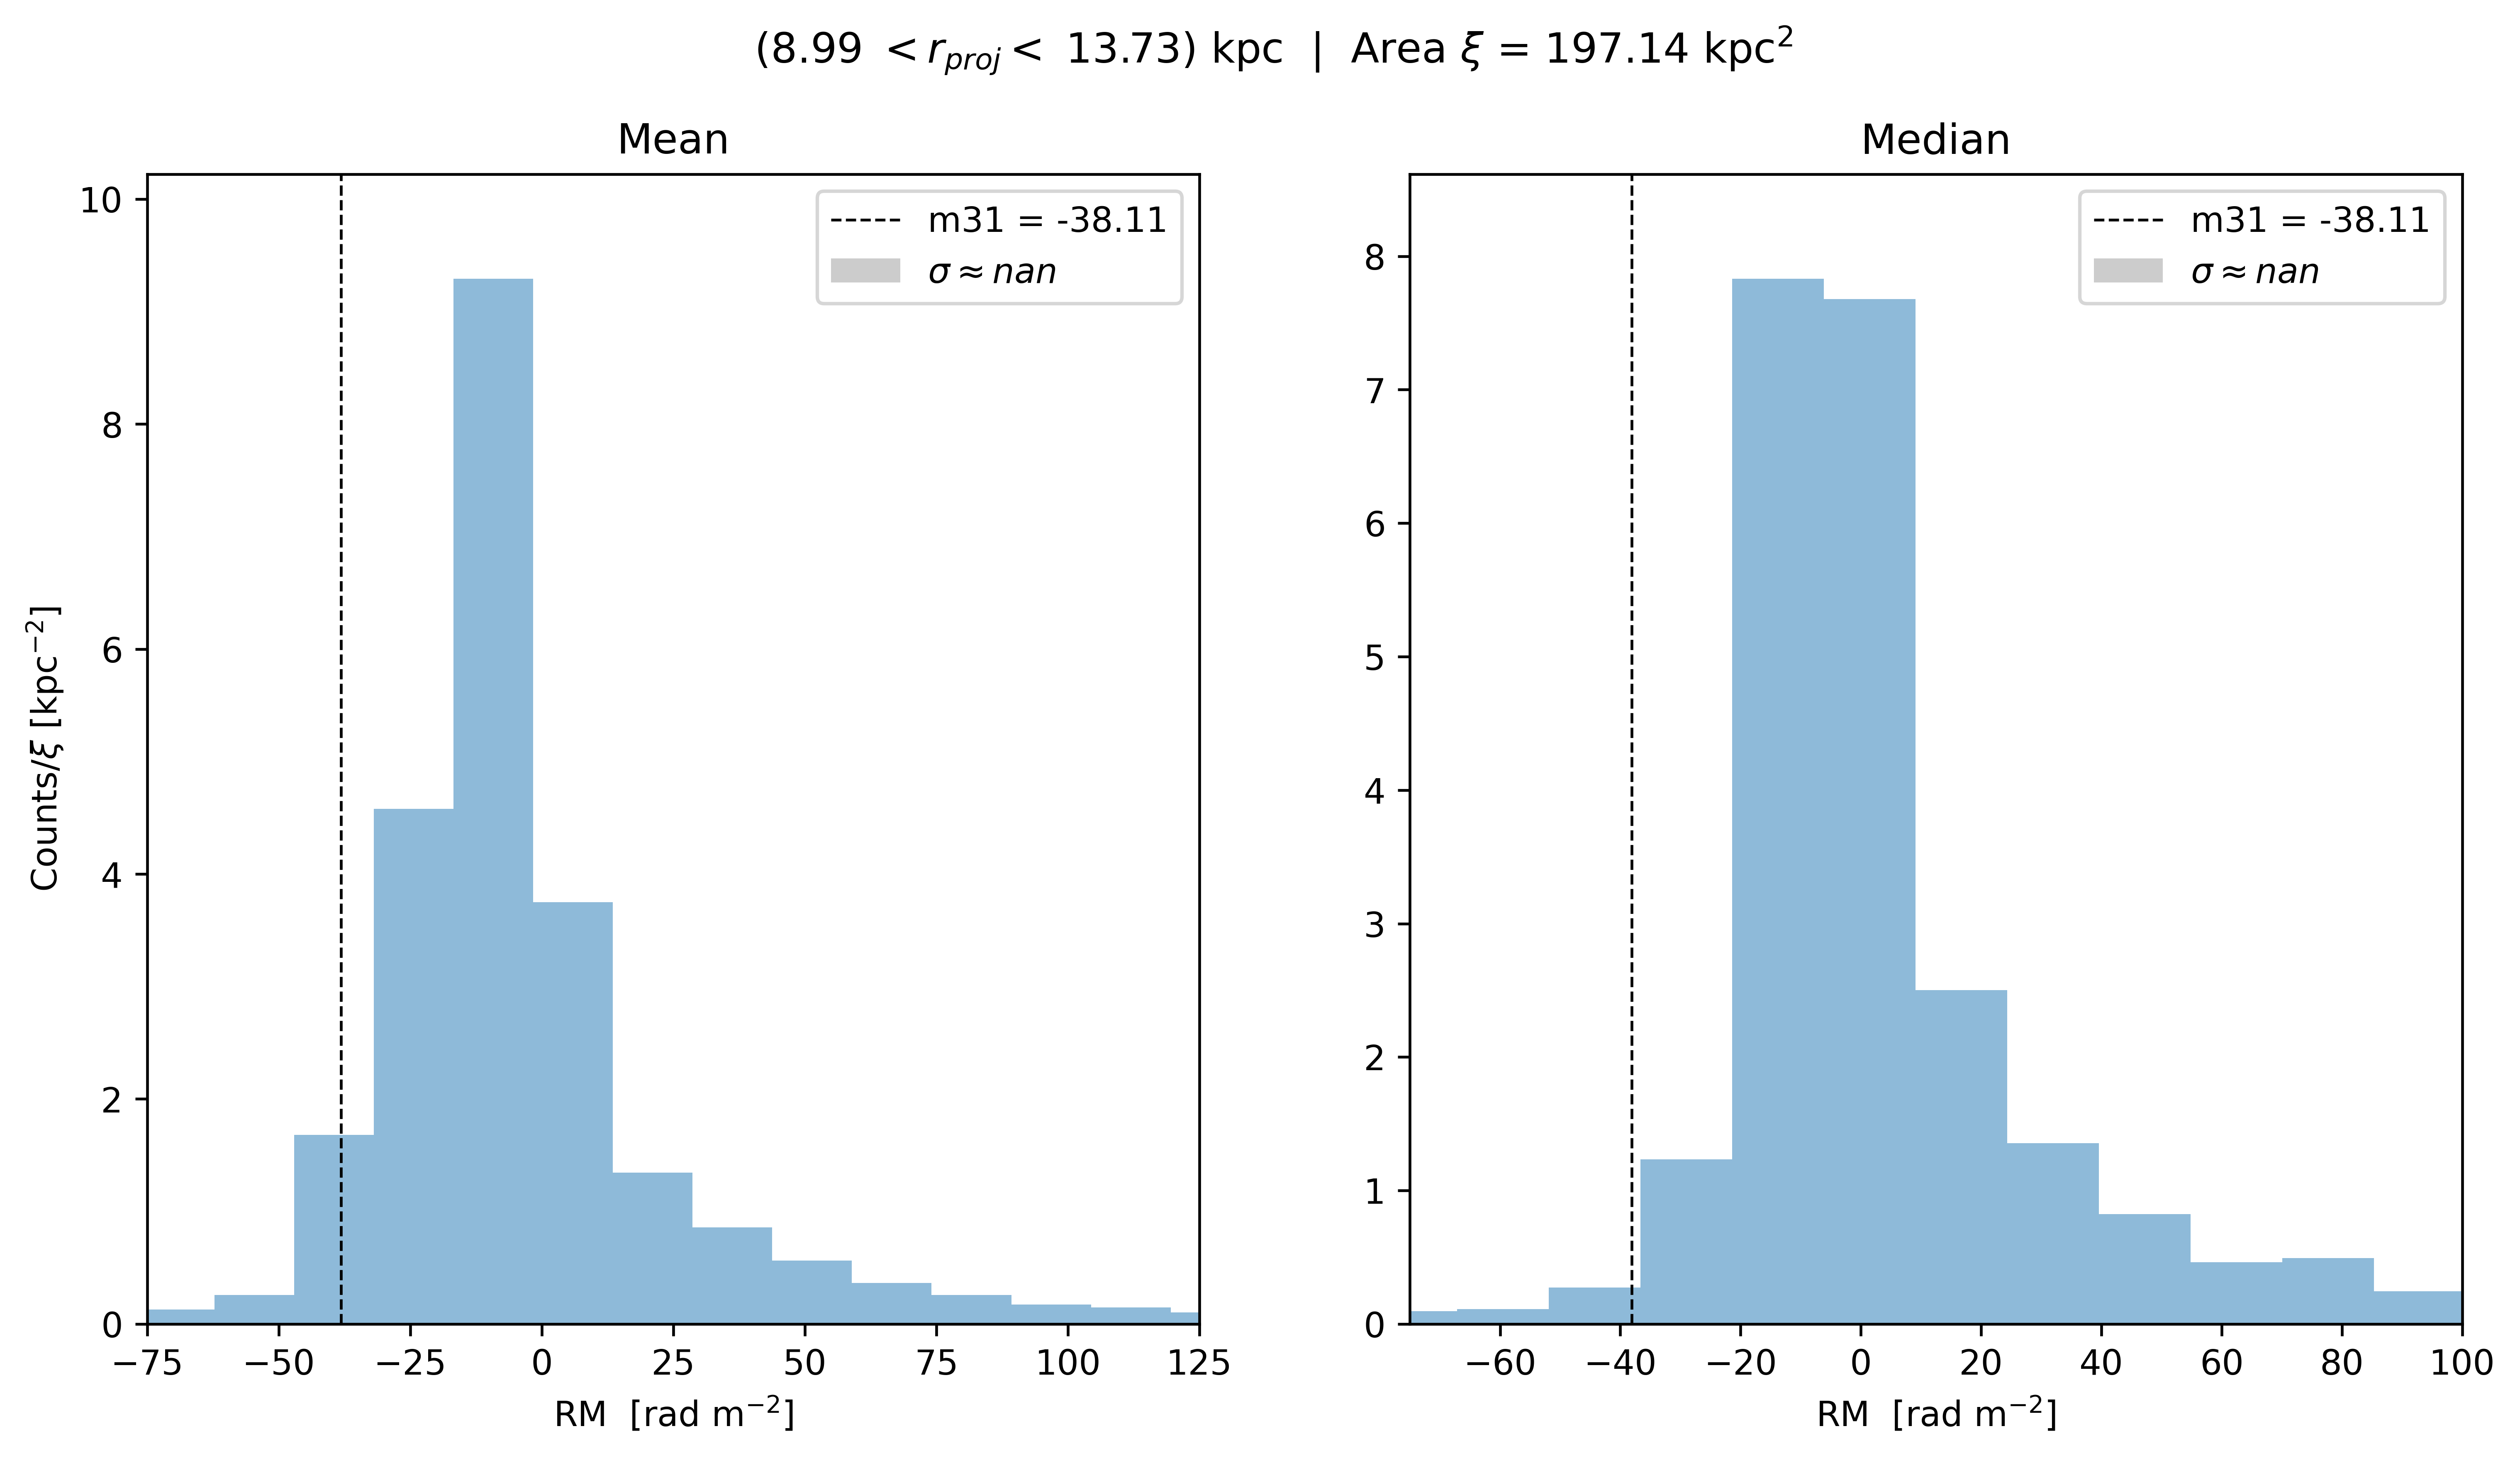 (8.99 < r_proj < 13.73) kpc | Area ξ = 197.14 kpc²
Mean
Median
m31 = -38.11
σ ≈ nan
m31 = -38.11
σ ≈ nan
Counts/ξ [kpc⁻²]
10
8
6
4
2
0
8
7
6
5
4
3
2
1
0
−75 −50 −25 0 25 50 75 100 125
−60 −40 −20 0 20 40 60 80 100
RM [rad m⁻²]
RM [rad m⁻²]